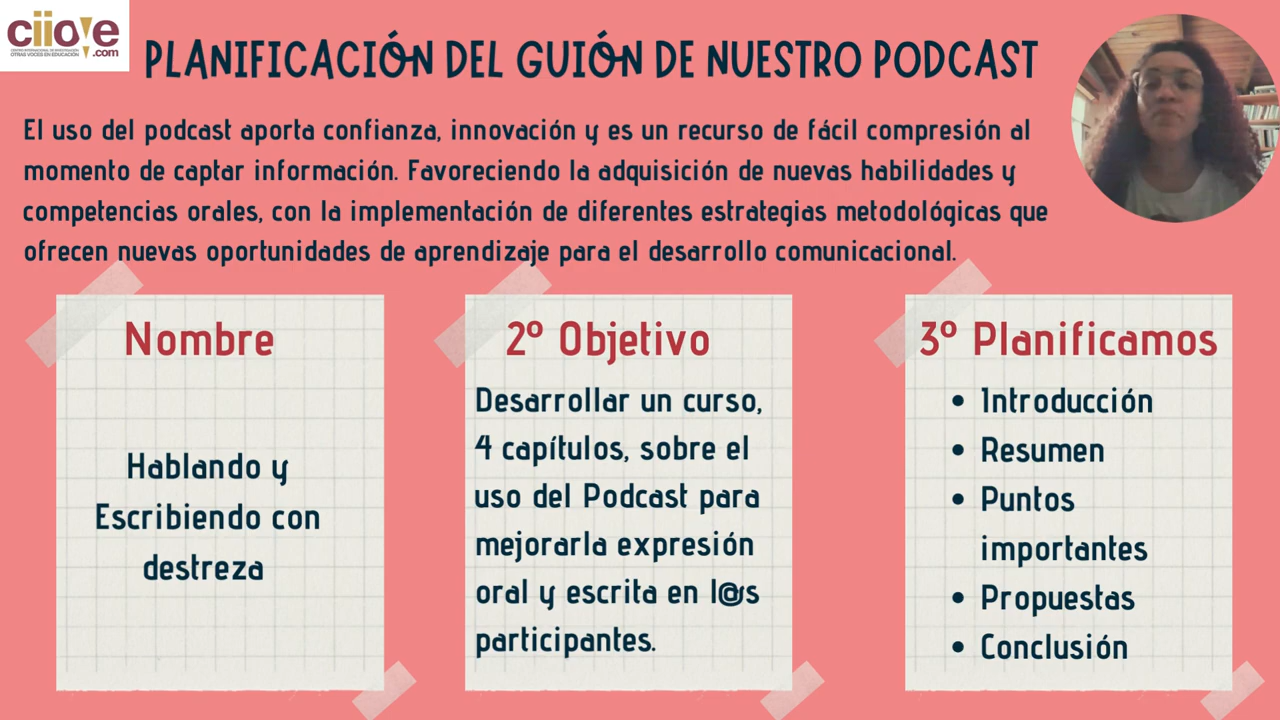 ciiove
.com
CENTRO INTERNACIONAL DE INVESTIGACIÓN
OTRAS VOCES EN EDUCACIÓN
PLANIFICACIÓN DEL GUIÓN DE NUESTRO PODCAST
El uso del podcast aporta confianza, innovación y es un recurso de fácil compresión al
momento de captar información. Favoreciendo la adquisición de nuevas habilidades y
competencias orales, con la implementación de diferentes estrategias metodológicas que
ofrecen nuevas oportunidades de aprendizaje para el desarrollo comunicacional.
Nombre
Hablando y
Escribiendo con
destreza
2º Objetivo
Desarrollar un curso,
4 capítulos, sobre el
uso del Podcast para
mejorarla expresión
oral y escrita en l@s
participantes.
3º Planificamos
• Introducción
• Resumen
• Puntos
importantes
• Propuestas
• Conclusión